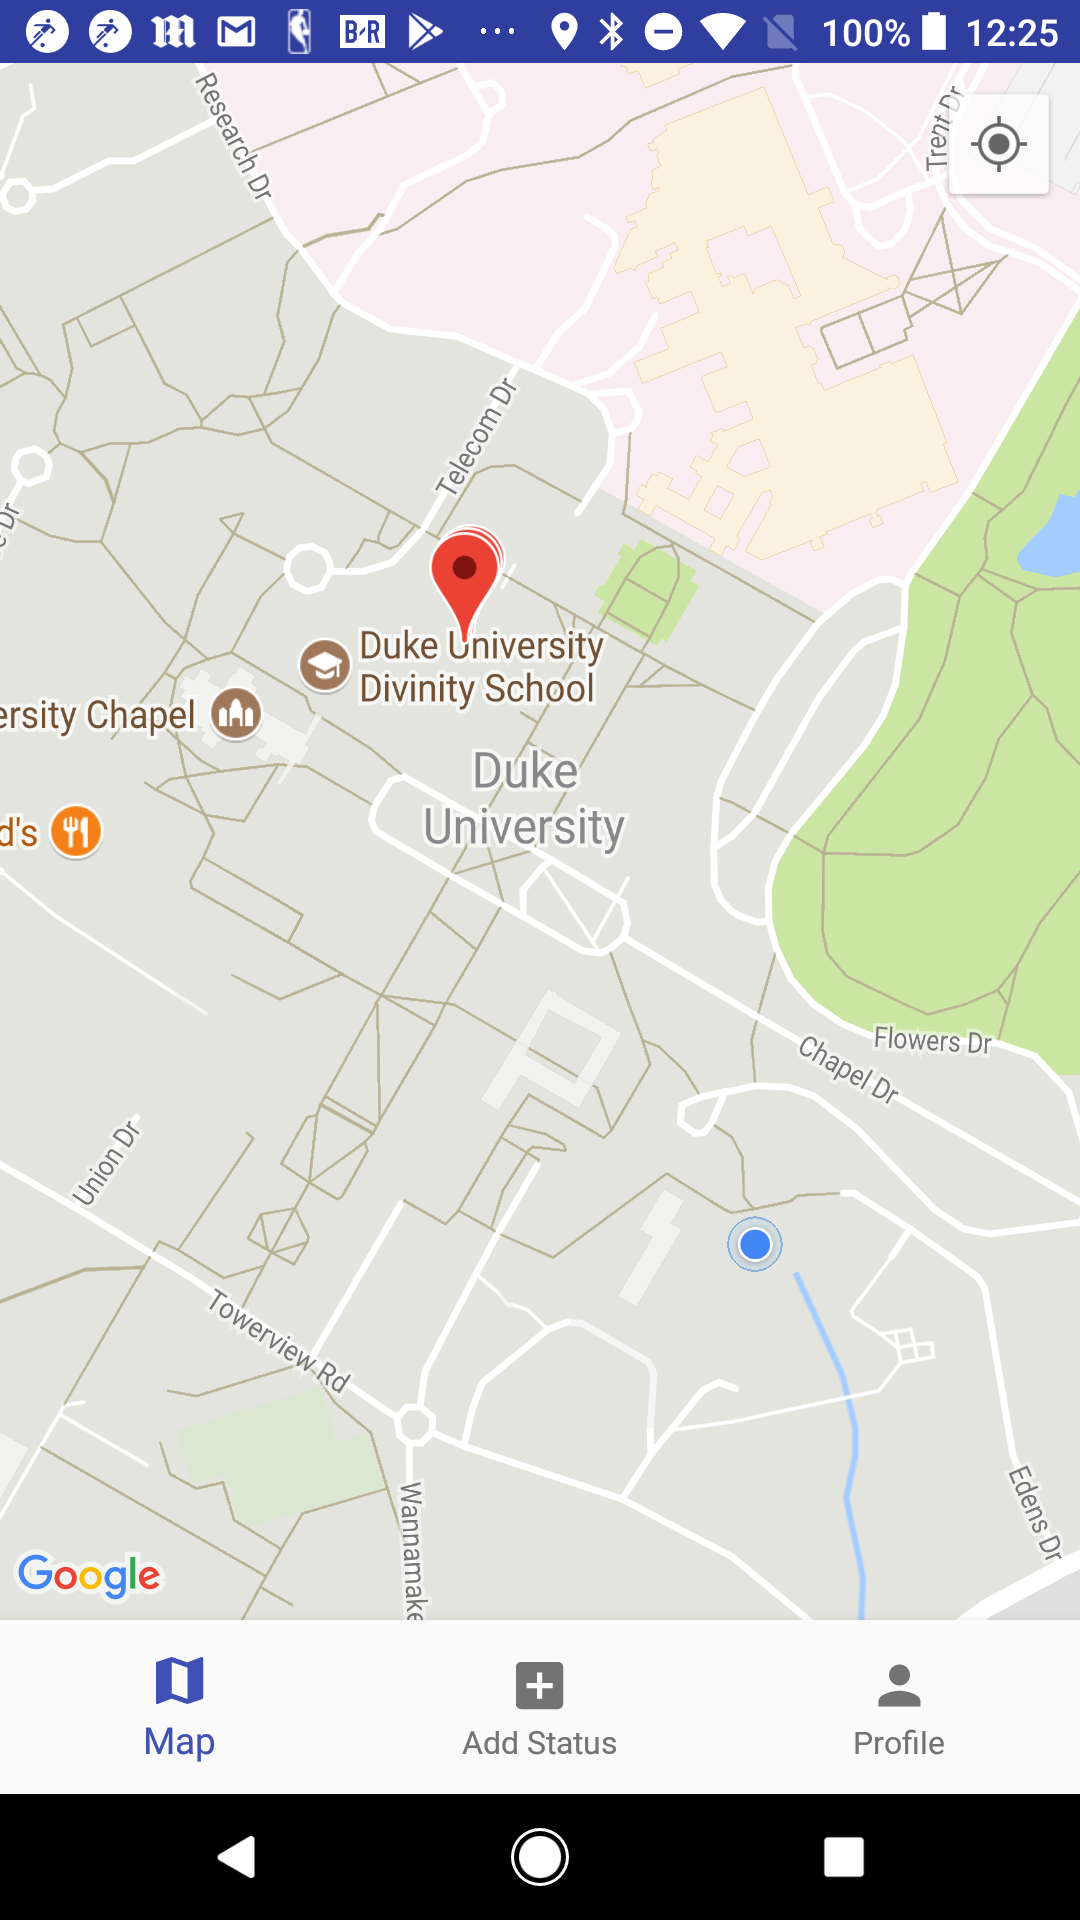 B-R
100%
12:25
Research Dr
Trent Dr
Telecom Dr
Duke University
Divinity School
ersity Chapel
Duke
University
d's
Flowers Dr
Chapel Dr
Union Dr
Towerview Rd
Wannamake
Edens Dr
Google
Map
Add Status
Profile